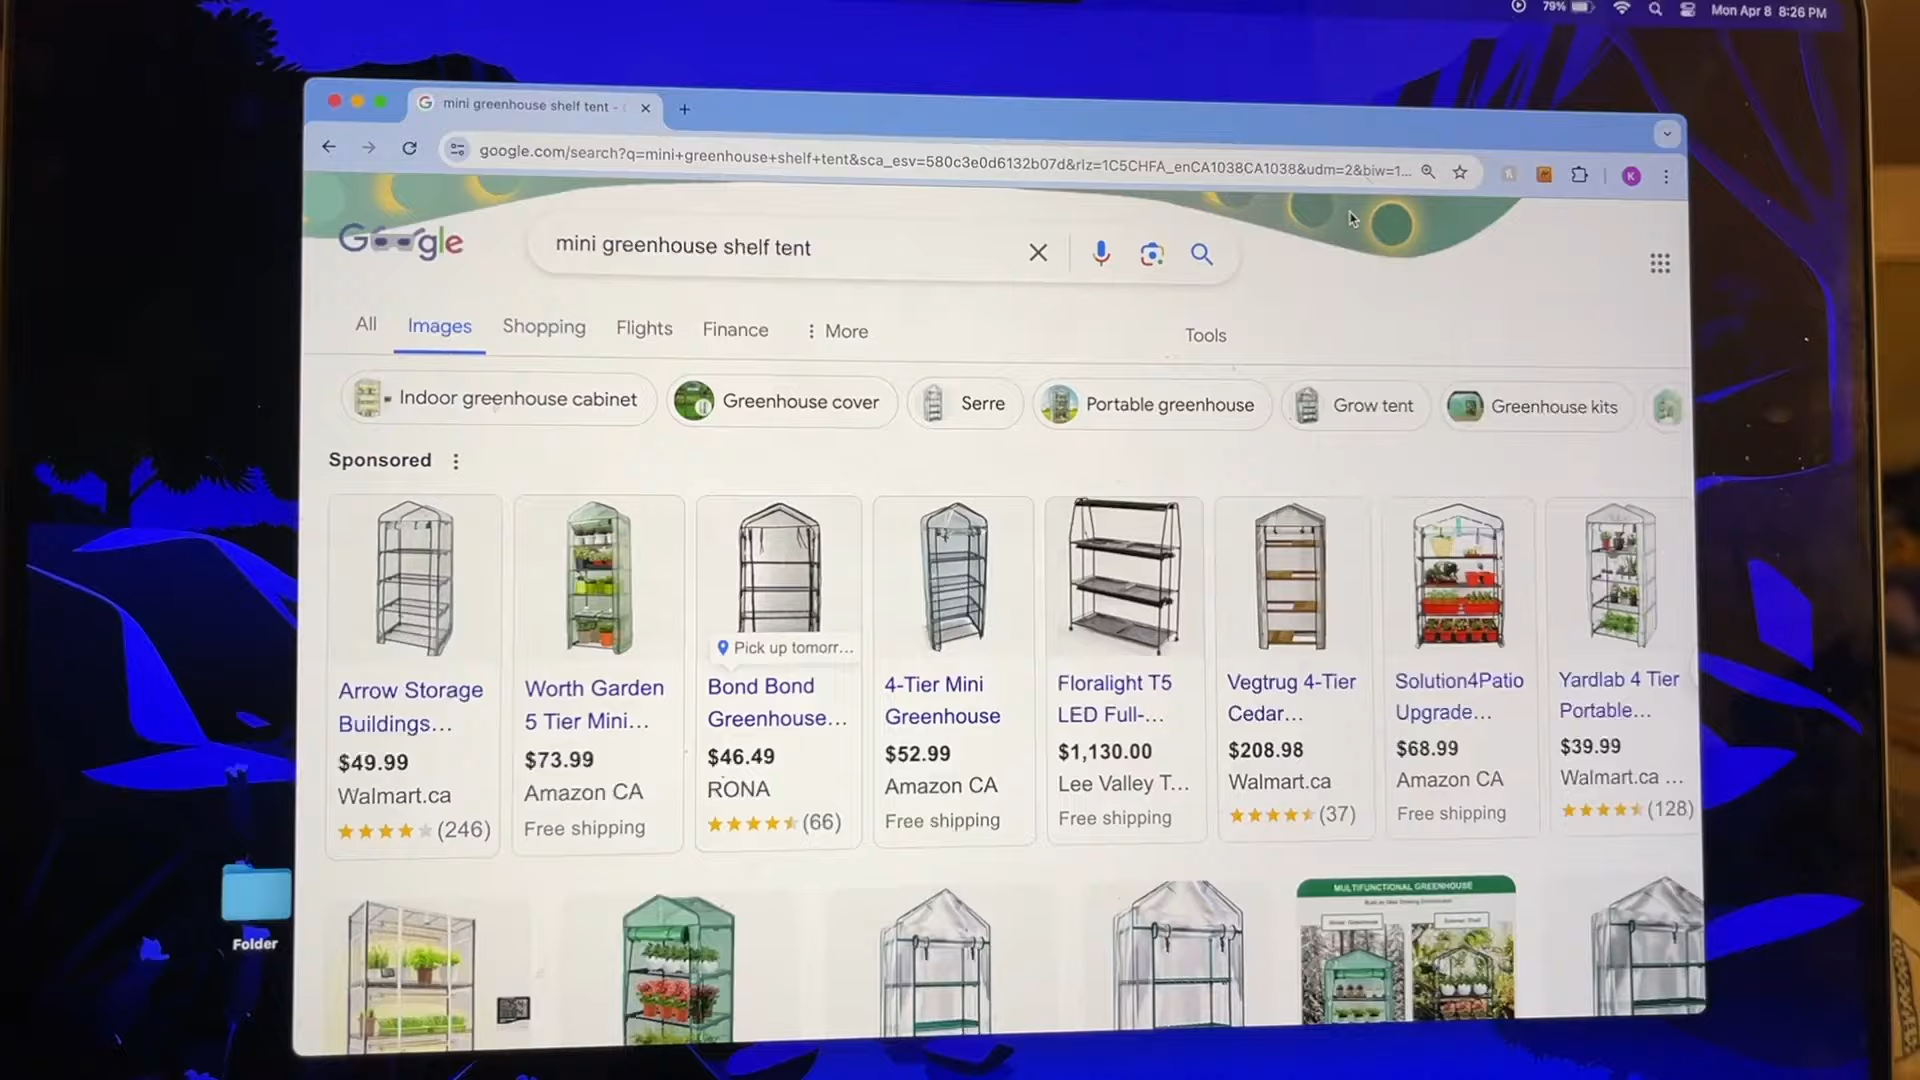 79%
Mon Apr 8 8:26 PM
mini greenhouse shelf tent -
google.com/search?q=mini+greenhouse+shelf+tent&sca_esv=580c3e0d6132b07d&rlz=1C5CHFA_enCA1038CA1038&udm=2&biw=1...
K
Google
mini greenhouse shelf tent
All Images Shopping Flights Finance More Tools
Indoor greenhouse cabinet
Greenhouse cover
Serre
Portable greenhouse
Grow tent
Greenhouse kits
Sponsored
Arrow Storage
Buildings...
$49.99
Walmart.ca
(246)
Worth Garden
5 Tier Mini...
$73.99
Amazon CA
Free shipping
Pick up tomorr...
Bond Bond
Greenhouse...
$46.49
RONA
(66)
4-Tier Mini
Greenhouse
$52.99
Amazon CA
Free shipping
Floralight T5
LED Full-...
$1,130.00
Lee Valley T...
Free shipping
Vegtrug 4-Tier
Cedar...
$208.98
Walmart.ca
(37)
Solution4Patio
Upgrade...
$68.99
Amazon CA
Free shipping
Yardlab 4 Tier
Portable...
$39.99
Walmart.ca ...
(128)
MULTIFUNCTIONAL GREENHOUSE
Folder